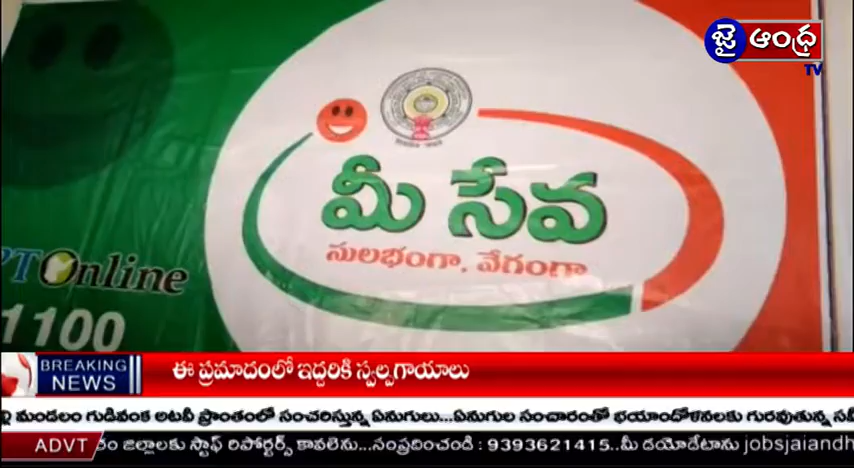 జై ఆంధ్ర
TV
మీ సేవ
సులభంగా, వేగంగా
PTOnline
1100
BREAKING
NEWS
ఈ ప్రమాదంలో ఇద్దరికి స్వల్పగాయాలు
మండలం గుడివంక అటవీ ప్రాంతంలో సంచరిస్తున్న ఏనుగులు...ఏనుగుల సంచారంతో భయాందోళనలకు గురవుతున్న
ADVT
జిల్లాలకు స్టాఫ్ రిపోర్టర్స్ కావలెను...సంప్రదించండి : 9393621415..మీ దయోడేటాను jobsjaiandh